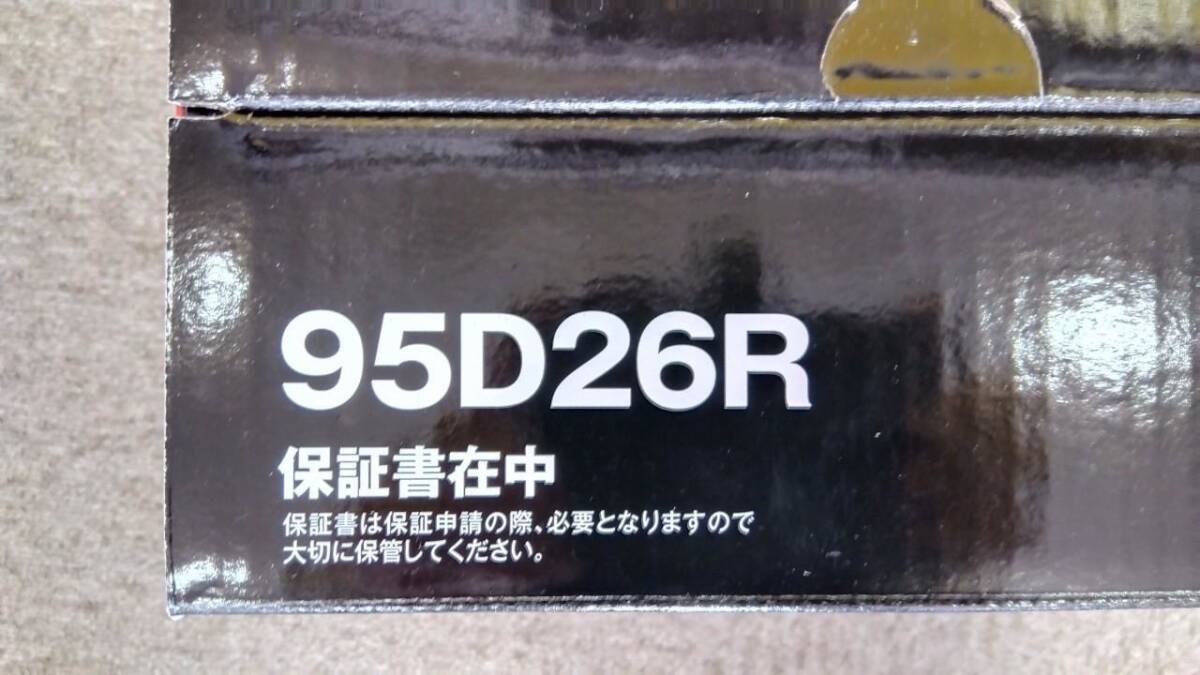 95D26R
保証書在中
保証書は保証申請の際、必要となりますので
大切に保管してください。